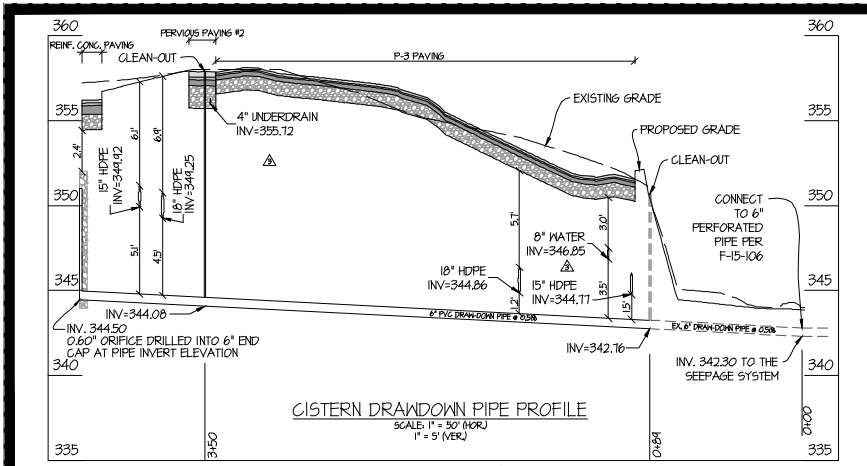 360
360
REINF. CONC. PAVING
PERVIOUS PAVING #2
CLEAN-OUT
P-3 PAVING
EXISTING GRADE
355
355
4" UNDERDRAIN
INV=355.72
3
PROPOSED GRADE
CLEAN-OUT
2.4'
6.1'
6.9'
15" HDPE
INV=349.92
18" HDPE
INV=349.25
350
350
CONNECT
TO 6"
PERFORATED
PIPE PER
F-15-106
5.7'
3.0'
8" WATER
INV=346.85
3
5.1'
4.5'
18" HDPE
INV=344.86
15" HDPE
INV=344.77
345
345
1.2'
3.5'
1.5'
INV=344.08
6" PVC DRAW-DOWN PIPE @ 0.5%
EX. 6" DRAW-DOWN PIPE @ 0.5%
INV. 344.50
0.60" ORIFICE DRILLED INTO 6" END
CAP AT PIPE INVERT ELEVATION
INV=342.76
INV. 342.30 TO THE
SEEPAGE SYSTEM
340
340
CISTERN DRAWDOWN PIPE PROFILE
SCALE: 1" = 50' (HOR.)
1" = 5' (VER.)
335
335
3+50
0+89
0+00